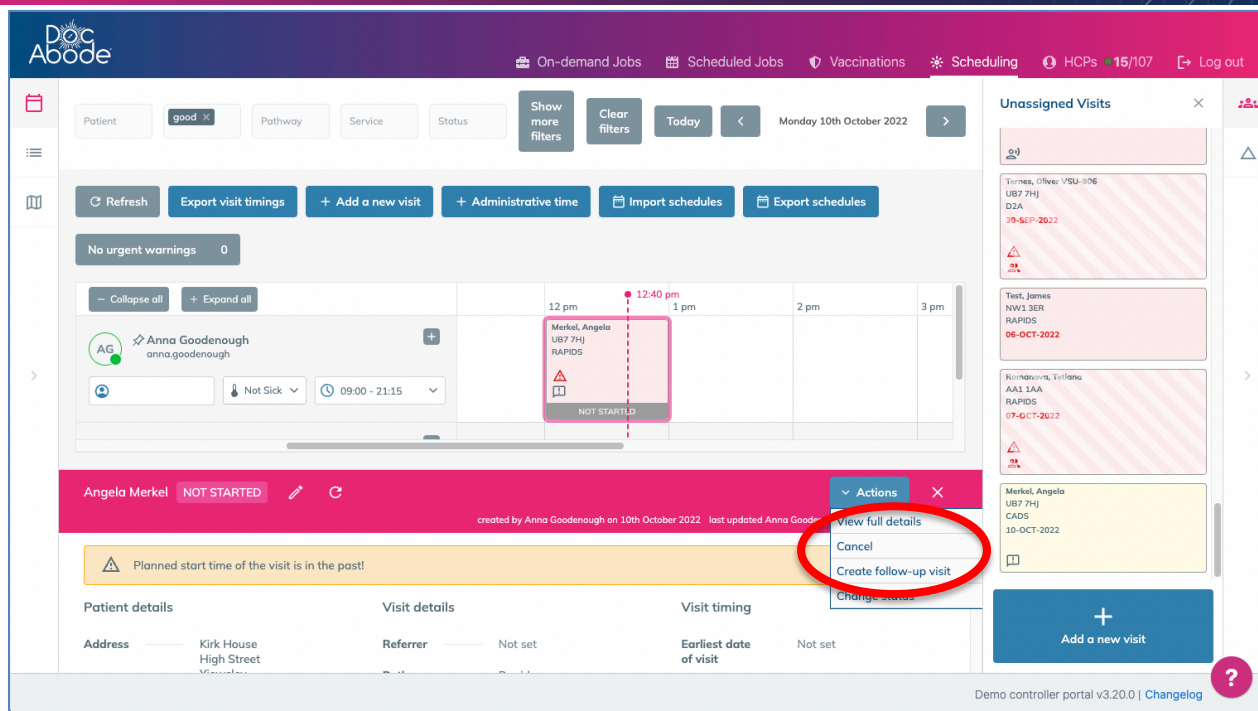 Doc
Abode
On-demand Jobs
Scheduled Jobs
Vaccinations
Scheduling
HCPs 15/107
Log out
Patient
good ×
Pathway
Service
Status
Show
more
filters
Clear
filters
Today
<
Monday 10th October 2022
>
Refresh
Export visit timings
+ Add a new visit
+ Administrative time
Import schedules
Export schedules
No urgent warnings 0
− Collapse all
+ Expand all
12 pm
12:40 pm
1 pm
2 pm
3 pm
AG
Anna Goodenough
anna.goodenough
Not Sick
09:00 - 21:15
Merkel, Angela
UB7 7HJ
RAPIDS
NOT STARTED
Angela Merkel NOT STARTED
Actions
created by Anna Goodenough on 10th October 2022 last updated Anna
View full details
Cancel
Create follow-up visit
Change status
Planned start time of the visit is in the past!
Patient details
Address
Kirk House
High Street
Visit details
Referrer
Not set
Visit timing
Earliest date
of visit
Not set
Unassigned Visits
Ternes, Oliver VSU-906
UB7 7HJ
D2A
30-SEP-2022
Test, James
NW1 3ER
RAPIDS
06-OCT-2022
Romanova, Tetiana
AA1 1AA
RAPIDS
07-OCT-2022
Merkel, Angela
UB7 7HJ
CADS
10-OCT-2022
+
Add a new visit
?
Demo controller portal v3.20.0 | Changelog